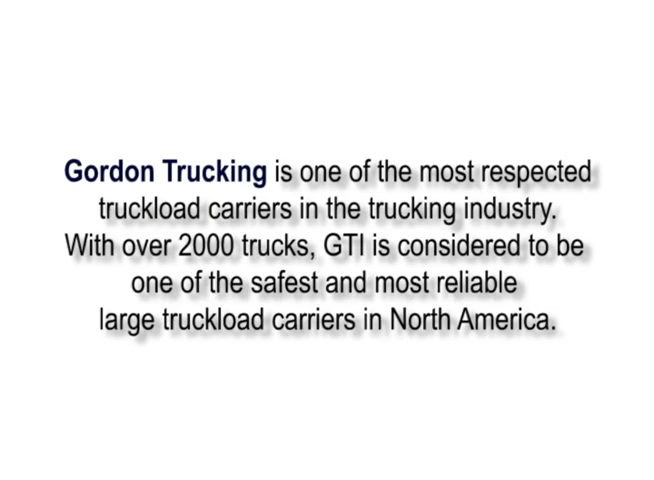 Gordon Trucking is one of the most respected
truckload carriers in the trucking industry.
With over 2000 trucks, GTI is considered to be
one of the safest and most reliable
large truckload carriers in North America.